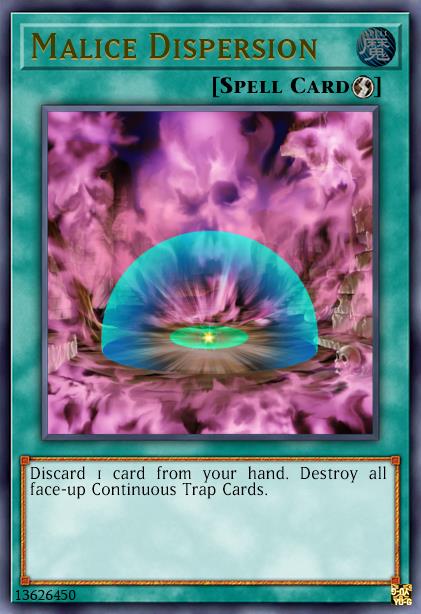 Malice Dispersion
魔
[Spell Card]
Discard 1 card from your hand. Destroy all
face-up Continuous Trap Cards.
13626450